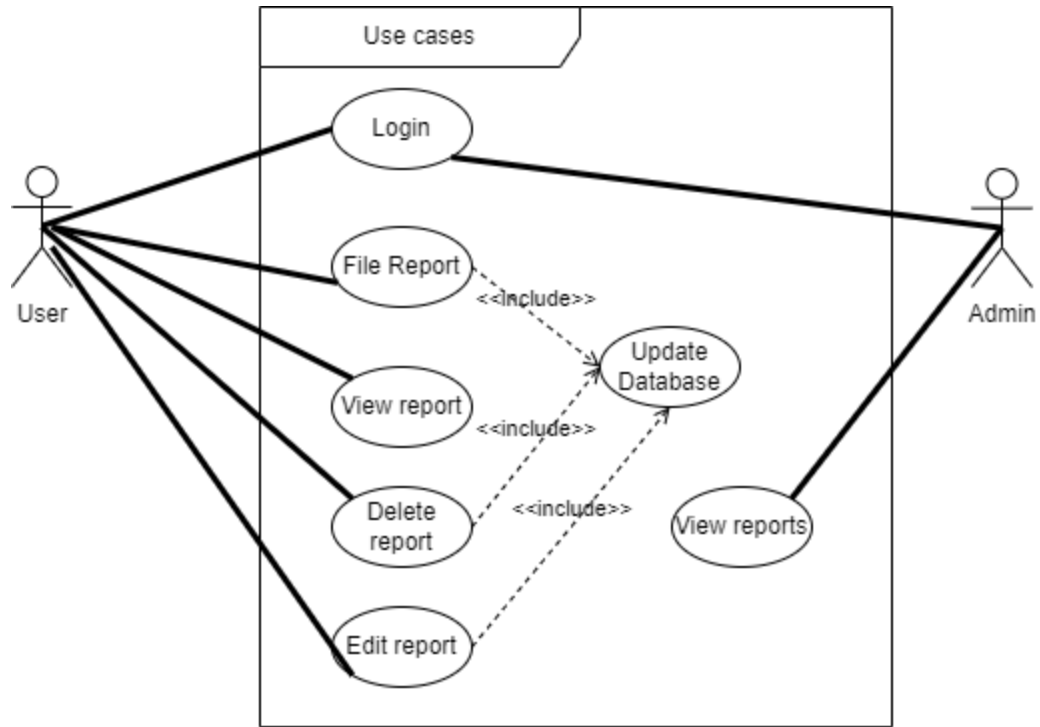 Use cases
Login
File Report
<<include>>
User
Admin
Update
Database
View report
<<include>>
Delete
report
<<include>>
View reports
Edit report